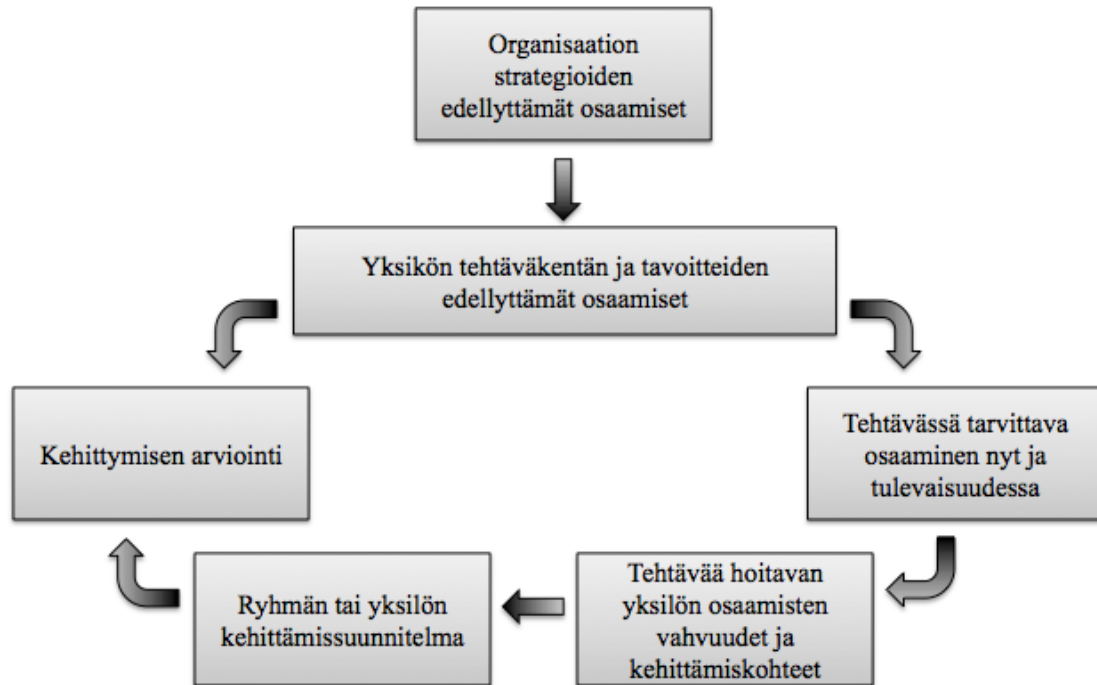 Organisaation
strategioiden
edellyttämät osaamiset
Yksikön tehtäväkentän ja tavoitteiden
edellyttämät osaamiset
Tehtävässä tarvittava
osaaminen nyt ja
tulevaisuudessa
Tehtävää hoitavan
yksilön osaamisten
vahvuudet ja
kehittämiskohteet
Ryhmän tai yksilön
kehittämissuunnitelma
Kehittymisen arviointi